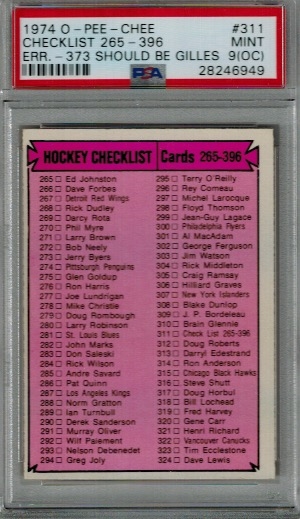 1974 O-PEE-CHEE #311
CHECKLIST 265-396 MINT
ERR.-373 SHOULD BE GILLES 9(OC)
PSA 28246949
HOCKEY CHECKLIST Cards 265-396
265 □ Ed Johnston
266 □ Dave Forbes
267 □ Detroit Red Wings
268 □ Rick Dudley
269 □ Darcy Rota
270 □ Phil Myre
271 □ Larry Brown
272 □ Bob Neely
273 □ Jerry Byers
274 □ Pittsburgh Penguins
275 □ Glen Goldup
276 □ Ron Harris
277 □ Joe Lundrigan
278 □ Mike Christie
279 □ Doug Rombough
280 □ Larry Robinson
281 □ St. Louis Blues
282 □ John Marks
283 □ Don Saleski
284 □ Rick Wilson
285 □ Andre Savard
286 □ Pat Quinn
287 □ Los Angeles Kings
288 □ Norm Gratton
289 □ Ian Turnbull
290 □ Derek Sanderson
291 □ Murray Oliver
292 □ Wilf Paiement
293 □ Nelson Debenedet
294 □ Greg Joly
295 □ Terry O'Reilly
296 □ Rey Comeau
297 □ Michel Larocque
298 □ Floyd Thomson
299 □ Jean-Guy Lagace
300 □ Philadelphia Flyers
301 □ Al MacAdam
302 □ George Ferguson
303 □ Jim Watson
304 □ Rick Middleton
305 □ Craig Ramsay
306 □ Hilliard Graves
307 □ New York Islanders
308 □ Blake Dunlop
309 □ J. P. Bordeleau
310 □ Brain Glennie
311 □ Check List 265-396
312 □ Doug Roberts
313 □ Darryl Edestrand
314 □ Ron Anderson
315 □ Chicago Black Hawks
316 □ Steve Shutt
317 □ Doug Horbul
318 □ Bill Lochead
319 □ Fred Harvey
320 □ Gene Carr
321 □ Henri Richard
322 □ Vancouver Canucks
323 □ Tim Ecclestone
324 □ Dave Lewis